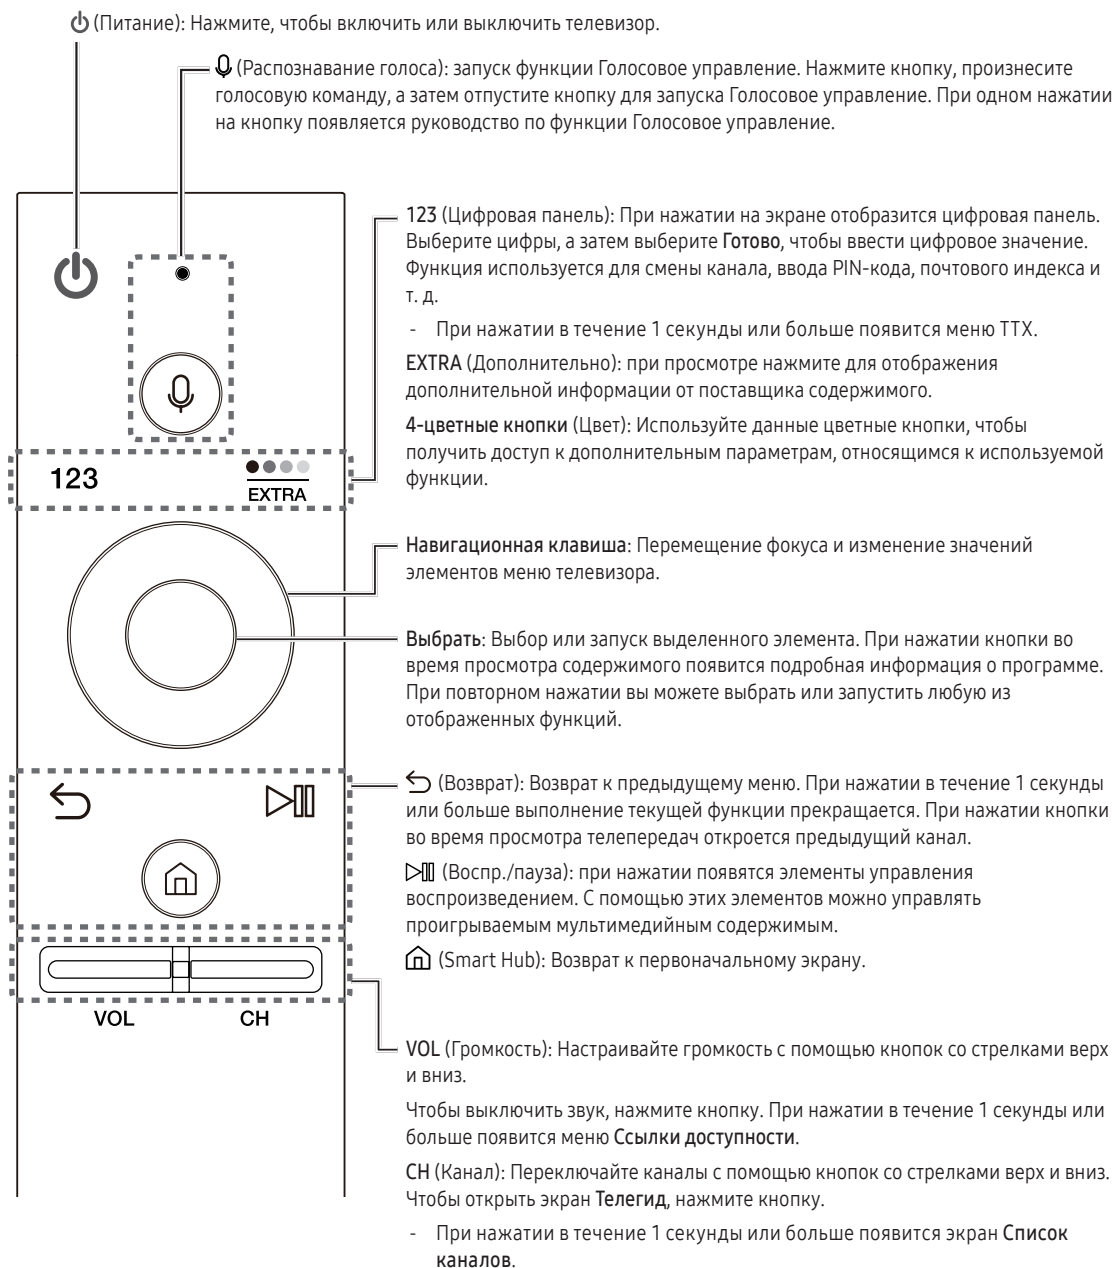 (Питание): Нажмите, чтобы включить или выключить телевизор.
(Распознавание голоса): запуск функции Голосовое управление. Нажмите кнопку, произнесите
голосовую команду, а затем отпустите кнопку для запуска Голосовое управление. При одном нажатии
на кнопку появляется руководство по функции Голосовое управление.
123 (Цифровая панель): При нажатии на экране отобразится цифровая панель.
Выберите цифры, а затем выберите Готово, чтобы ввести цифровое значение.
Функция используется для смены канала, ввода PIN-кода, почтового индекса и
т. д.
- При нажатии в течение 1 секунды или больше появится меню TTX.
EXTRA (Дополнительно): при просмотре нажмите для отображения
дополнительной информации от поставщика содержимого.
4-цветные кнопки (Цвет): Используйте данные цветные кнопки, чтобы
получить доступ к дополнительным параметрам, относящимся к используемой
функции.
123
EXTRA
Навигационная клавиша: Перемещение фокуса и изменение значений
элементов меню телевизора.
Выбрать: Выбор или запуск выделенного элемента. При нажатии кнопки во
время просмотра содержимого появится подробная информация о программе.
При повторном нажатии вы можете выбрать или запустить любую из
отображенных функций.
(Возврат): Возврат к предыдущему меню. При нажатии в течение 1 секунды
или больше выполнение текущей функции прекращается. При нажатии кнопки
во время просмотра телепередач откроется предыдущий канал.
(Воспр./пауза): при нажатии появятся элементы управления
воспроизведением. С помощью этих элементов можно управлять
проигрываемым мультимедийным содержимым.
(Smart Hub): Возврат к первоначальному экрану.
VOL
CH
VOL (Громкость): Настраивайте громкость с помощью кнопок со стрелками верх
и вниз.
Чтобы выключить звук, нажмите кнопку. При нажатии в течение 1 секунды или
больше появится меню Ссылки доступности.
CH (Канал): Переключайте каналы с помощью кнопок со стрелками верх и вниз.
Чтобы открыть экран Телегид, нажмите кнопку.
- При нажатии в течение 1 секунды или больше появится экран Список
каналов.